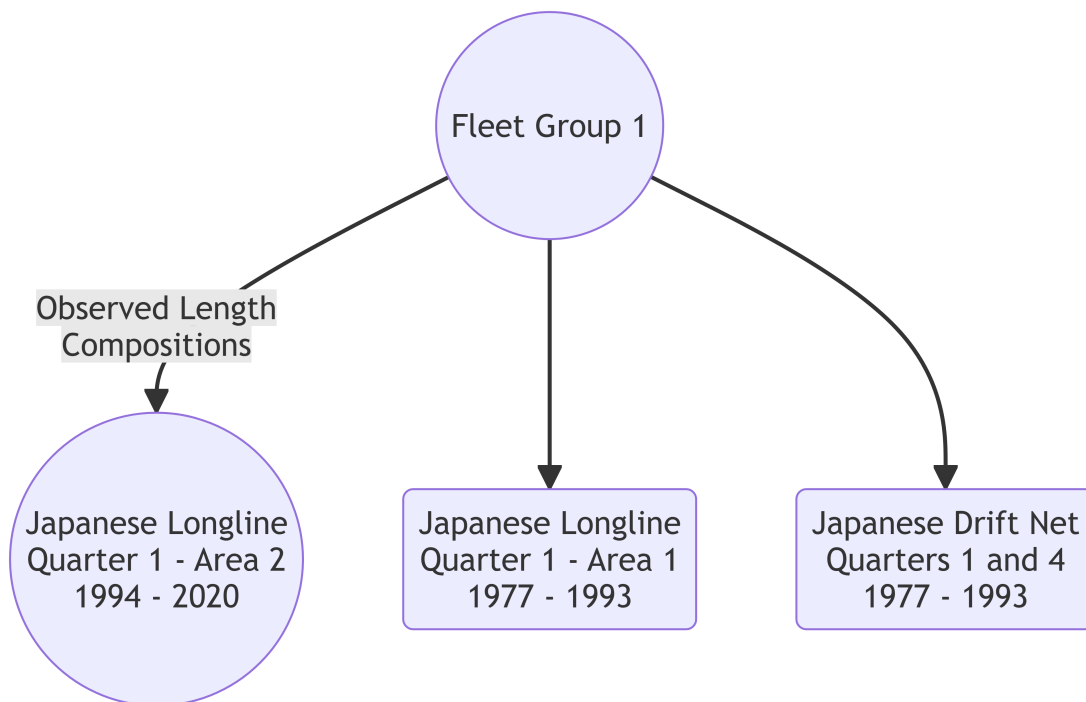 Fleet Group 1
Observed Length
Compositions
Japanese Longline
Quarter 1 - Area 2
1994 - 2020
Japanese Longline
Quarter 1 - Area 1
1977 - 1993
Japanese Drift Net
Quarters 1 and 4
1977 - 1993